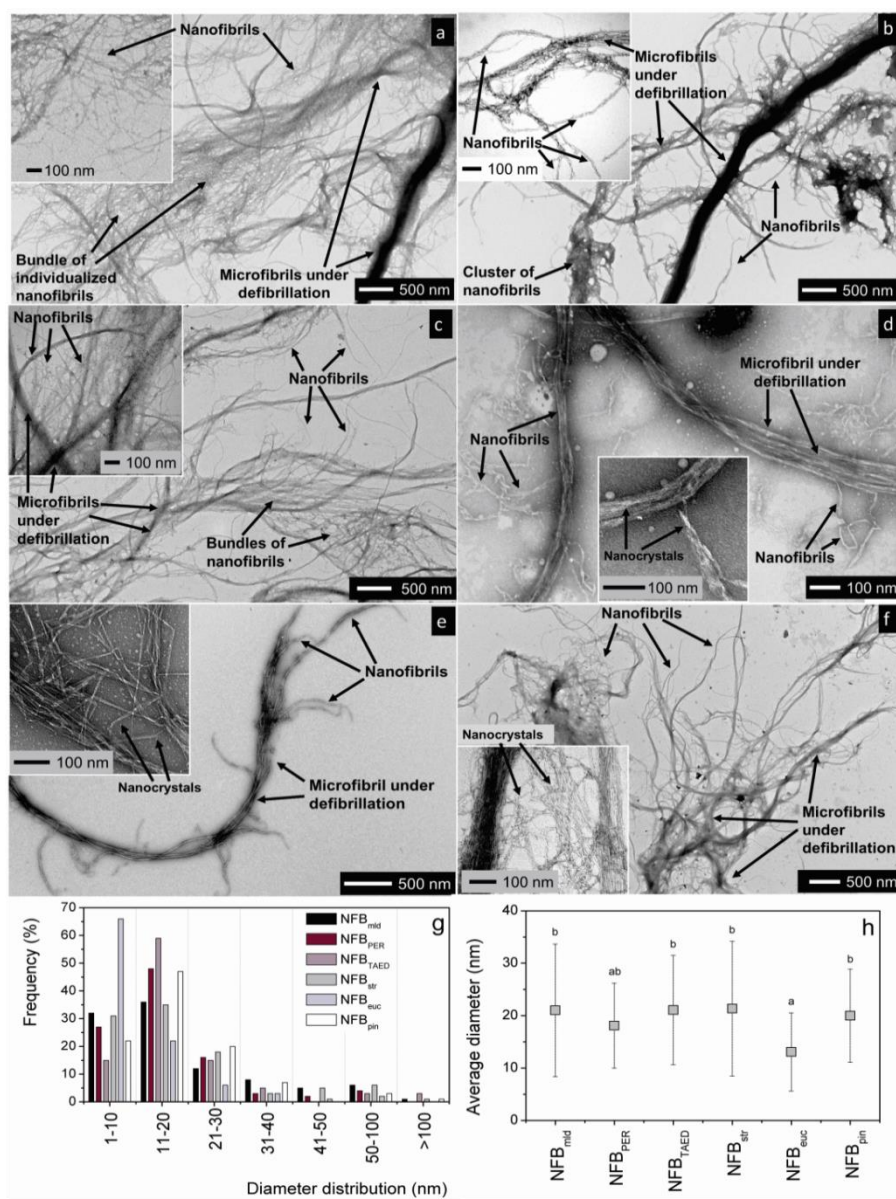 Nanofibrils
a
100 nm
Bundle of
individualized
nanofibrils
Microfibrils under
defibrillation
500 nm
b
Microfibrils
under
defibrillation
Nanofibrils
100 nm
Nanofibrils
Cluster of
nanofibrils
500 nm
Nanofibrils
c
Nanofibrils
100 nm
Microfibrils
under
defibrillation
Bundles of
nanofibrils
500 nm
d
Microfibril under
defibrillation
Nanofibrils
Nanocrystals
Nanofibrils
100 nm
100 nm
e
Nanofibrils
100 nm
Nanocrystals
Microfibril under
defibrillation
500 nm
Nanofibrils
f
Nanocrystals
Microfibrils
under
defibrillation
100 nm
500 nm
g
Frequency (%)
70
60
50
40
30
20
10
0
NFBmld
NFBPER
NFBTAED
NFBstr
NFBeuc
NFBpin
1-10
11-20
21-30
31-40
41-50
50-100
>100
Diameter distribution (nm)
h
Average diameter (nm)
40
30
20
10
0
b
ab
b
b
a
b
NFBmld
NFBPER
NFBTAED
NFBstr
NFBeuc
NFBpin